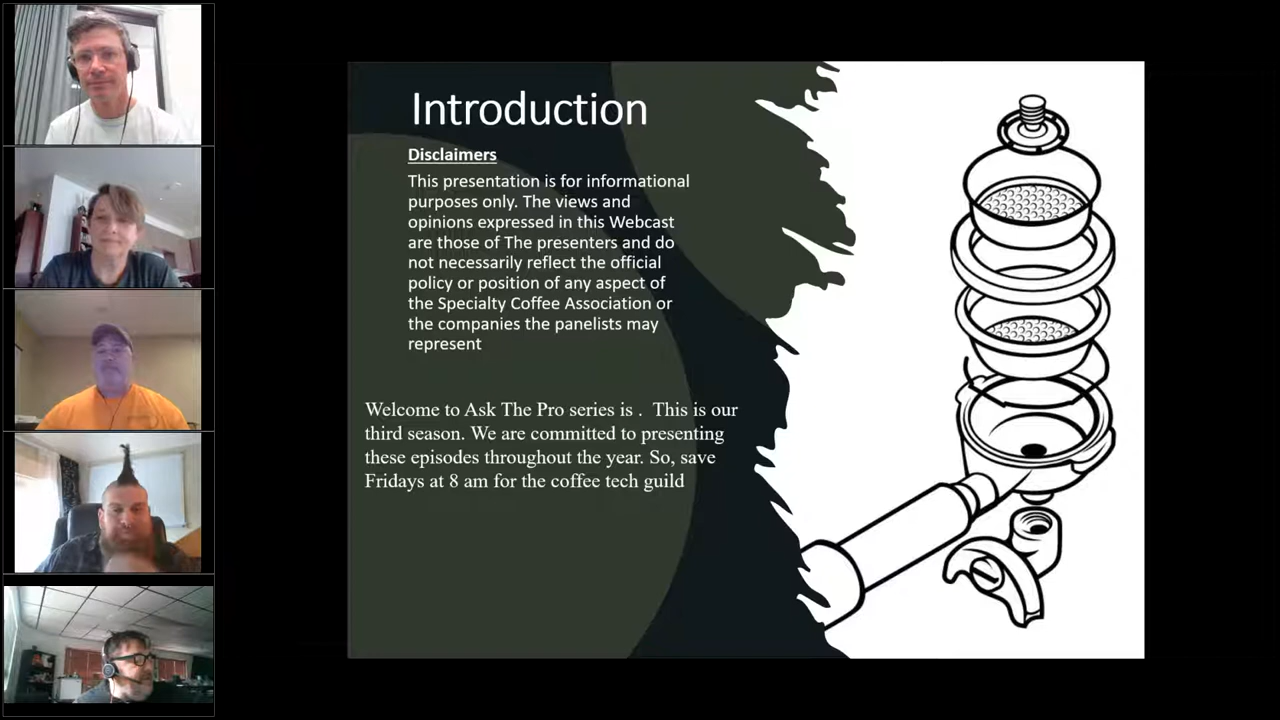 Introduction
Disclaimers
This presentation is for informational
purposes only. The views and
opinions expressed in this Webcast
are those of The presenters and do
not necessarily reflect the official
policy or position of any aspect of
the Specialty Coffee Association or
the companies the panelists may
represent
Welcome to Ask The Pro series is .  This is our
third season. We are committed to presenting
these episodes throughout the year. So, save
Fridays at 8 am for the coffee tech guild